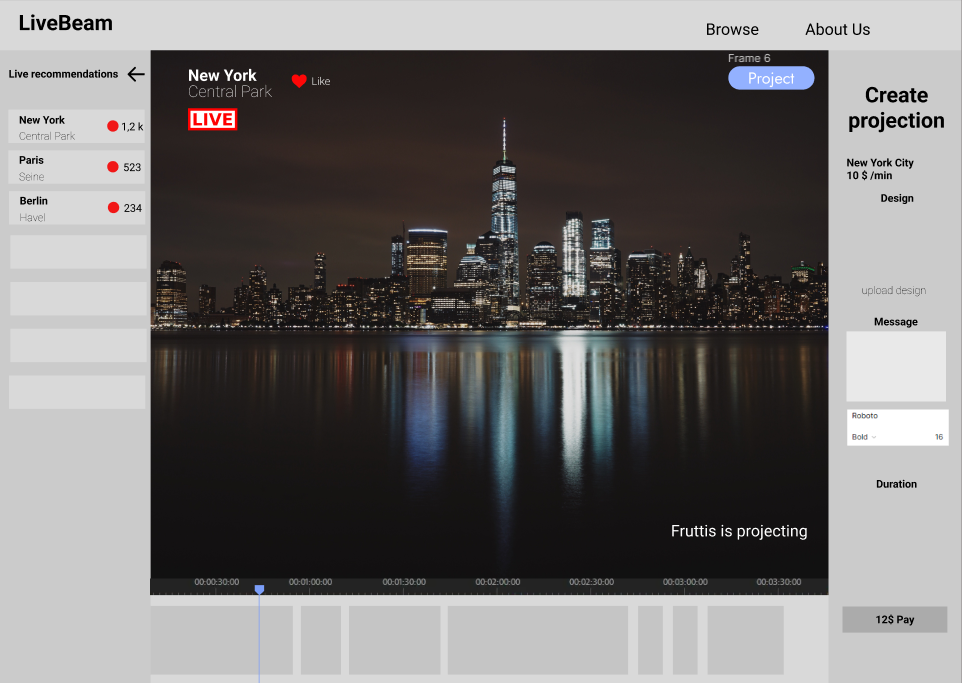 LiveBeam
Browse
About Us
Live recommendations
New York
Central Park
1,2 k
Paris
Seine
523
Berlin
Havel
234
New York
Central Park
Like
LIVE
Frame 6
Project
Fruttis is projecting
00:00:30:00
00:01:00:00
00:01:30:00
00:02:00:00
00:02:30:00
00:03:00:00
00:03:30:00
Create
projection
New York City
10 $ /min
Design
upload design
Message
Roboto
Bold –
16
Duration
12$ Pay